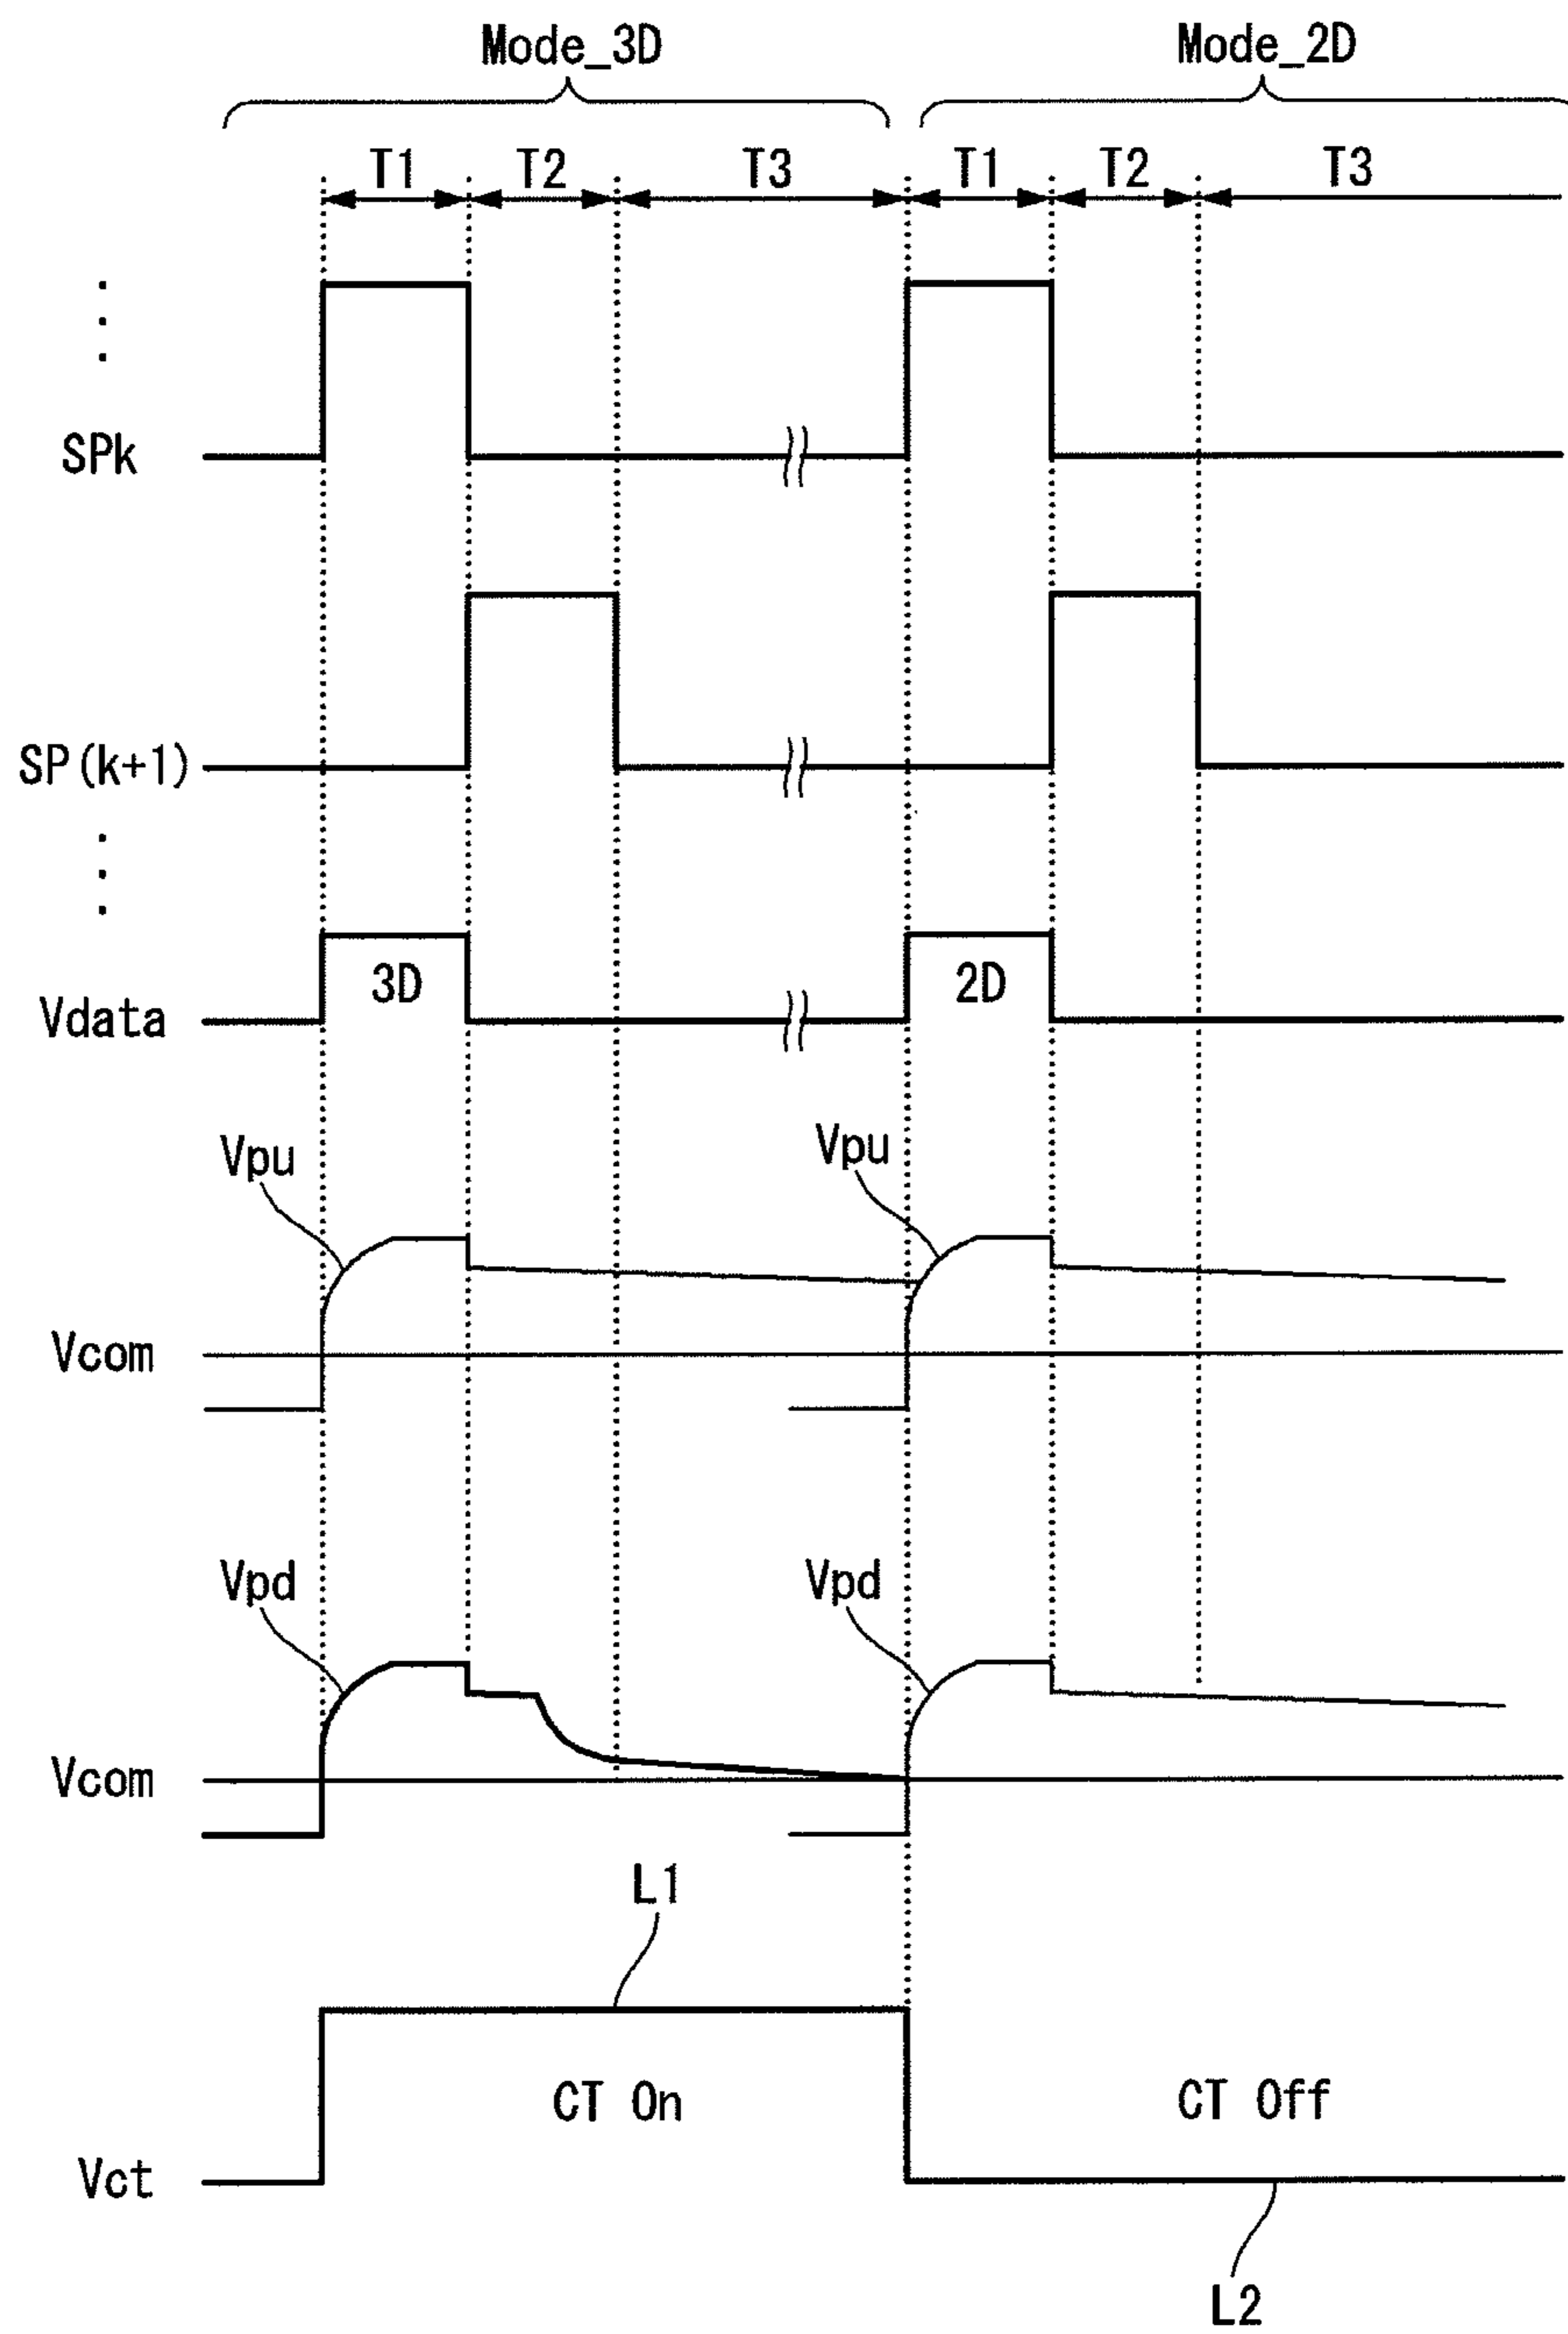 Mode_3D Mode_2D
T1 T2 T3 T1 T2 T3
SPk
SP(k+1)
3D 2D
Vdata
Vpu Vpu
Vcom
Vpd Vpd
Vcom
L1
CT On CT Off
Vct
L2